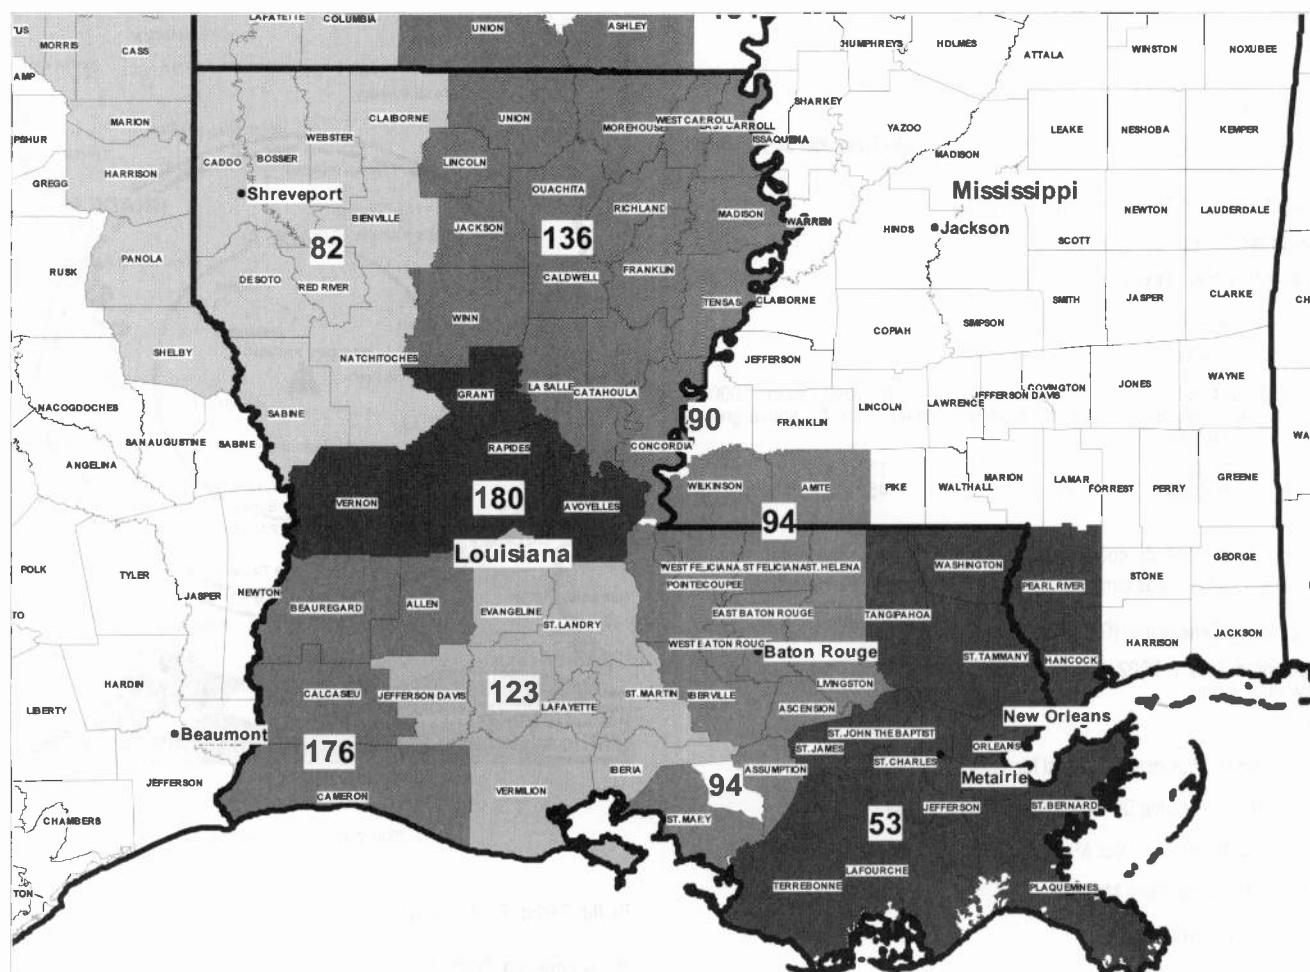 LAFAYETTE
COLUMBIA
UNION
ASHLEY
HUMPHREYS
HOLMES
ATTALA
WINSTON
NOXUBEE
MORRIS
CASS
SHARKEY
MARION
CLAIBORNE
UNION
MOREHOUSE
WEST CARROLL
EAST CARROLL
ISSAQUENA
YAZOO
LEAKE
NESHOBA
KEMPER
WEBSTER
BOSSIER
CADDO
LINCOLN
MADISON
HARRISON
GREGG
Shreveport
OUACHITA
RICHLAND
MADISON
WARREN
Mississippi
BIENVILLE
JACKSON
HINDS
Jackson
NEWTON
LAUDERDALE
82
136
SCOTT
RUSK
PANOLA
DE SOTO
RED RIVER
CALDWELL
FRANKLIN
TENSAS
CLAIBORNE
SMITH
JASPER
CLARKE
WINN
COPIAH
SIMPSON
SHELBY
NATCHITOCHES
JEFFERSON
GRANT
LA SALLE
CATAHOULA
LINCOLN
LAWRENCE
JEFFERSON DAVIS
COVINGTON
JONES
WAYNE
NACOGDOCHES
SAN AUGUSTINE
SABINE
SABINE
90
FRANKLIN
ANGELINA
RAPIDES
CONCORDIA
VERNON
180
AVOYELLES
WILKINSON
AMITE
PIKE
WALTHALL
MARION
LAMAR
FORREST
PERRY
GREENE
94
Louisiana
POLK
TYLER
JASPER
NEWTON
WEST FELICIANA
ST FELICIANA
ST. HELENA
WASHINGTON
GEORGE
POINTE COUPEE
PEARL RIVER
STONE
BEAUREGARD
ALLEN
EVANGELINE
ST. LANDRY
EAST BATON ROUGE
TANGIPAHOA
WEST EATON ROUGE
Baton Rouge
ST. TAMMANY
HANCOCK
HARRISON
JACKSON
HARDIN
LIBERTY
CALCASIEU
JEFFERSON DAVIS
123
LAFAYETTE
ST. MARTIN
IBERVILLE
LIVINGSTON
ASCENSION
New Orleans
Beaumont
176
ST. JAMES
ST. JOHN THE BAPTIST
ST. CHARLES
ORLEANS
Metairie
JEFFERSON
CAMERON
VERMILION
IBERIA
94
ASSUMPTION
ST. MARY
53
JEFFERSON
ST. BERNARD
CHAMBERS
TERREBONNE
LAFOURCHE
PLAQUEMINES